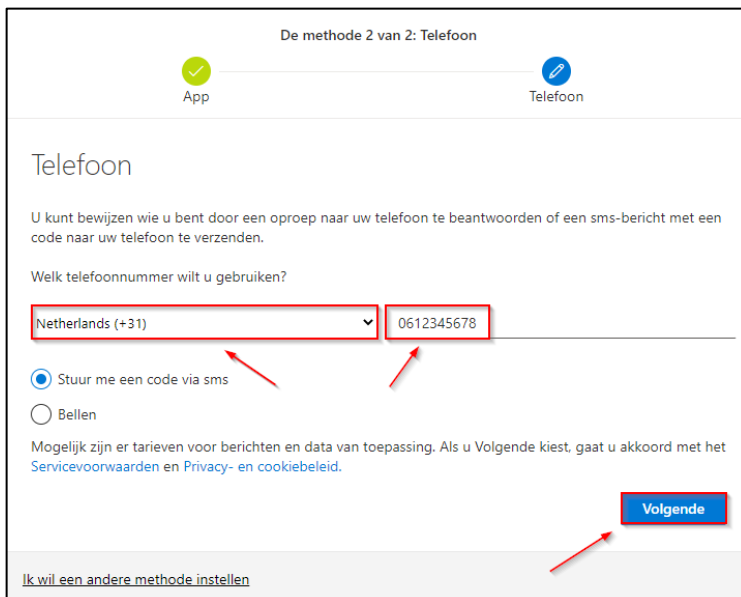 De methode 2 van 2: Telefoon
App
Telefoon
Telefoon
U kunt bewijzen wie u bent door een oproep naar uw telefoon te beantwoorden of een sms-bericht met een
code naar uw telefoon te verzenden.
Welk telefoonnummer wilt u gebruiken?
Netherlands (+31)
0612345678
Stuur me een code via sms
Bellen
Mogelijk zijn er tarieven voor berichten en data van toepassing. Als u Volgende kiest, gaat u akkoord met het
Servicevoorwaarden en Privacy- en cookiebeleid.
Volgende
Ik wil een andere methode instellen